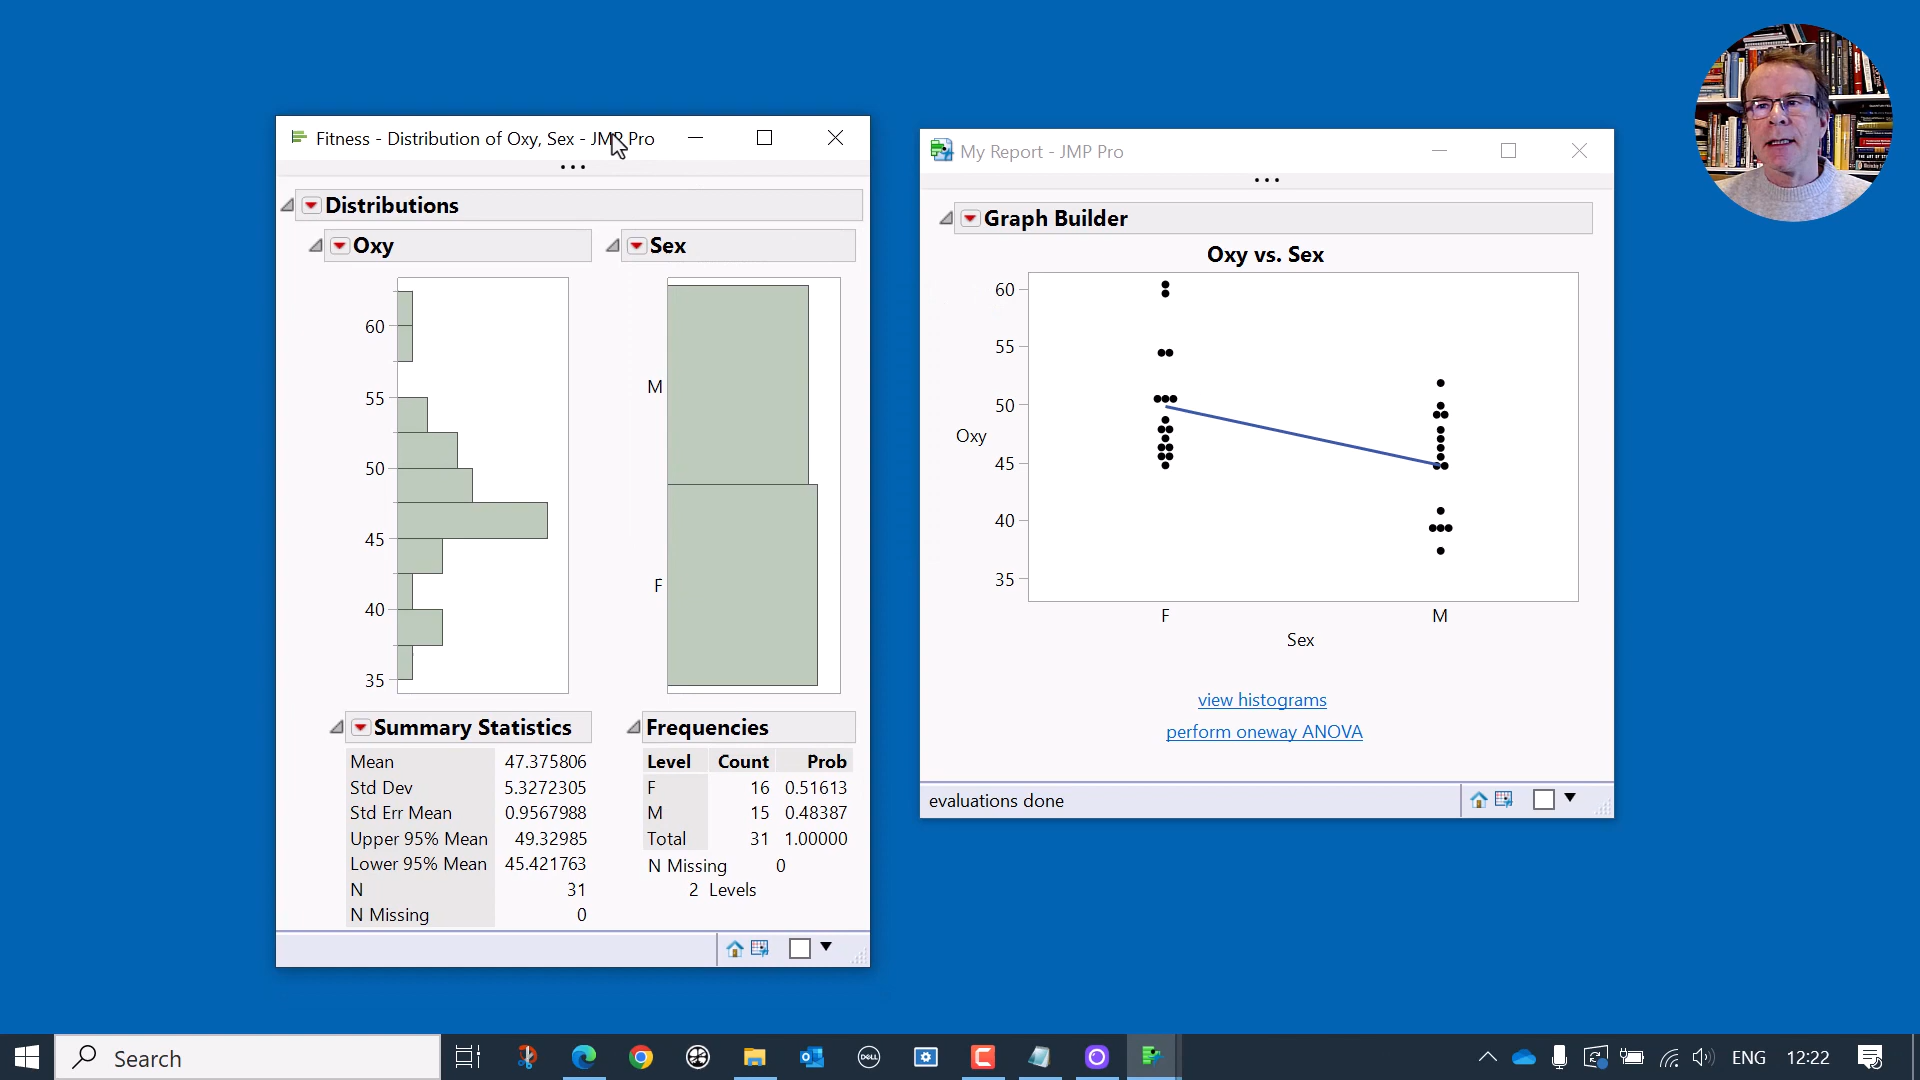 Fitness - Distribution of Oxy, Sex - JMP Pro
Distributions
Oxy
Sex
60
55
50
45
40
35
M
F
Summary Statistics
Mean 47.375806
Std Dev 5.3272305
Std Err Mean 0.9567988
Upper 95% Mean 49.32985
Lower 95% Mean 45.421763
N 31
N Missing 0
Frequencies
Level Count Prob
F 16 0.51613
M 15 0.48387
Total 31 1.00000
N Missing 0
2 Levels
My Report - JMP Pro
Graph Builder
Oxy vs. Sex
60
55
50
45
40
35
Oxy
F M
Sex
view histograms
perform oneway ANOVA
evaluations done
Search
DELL
ENG
12:22